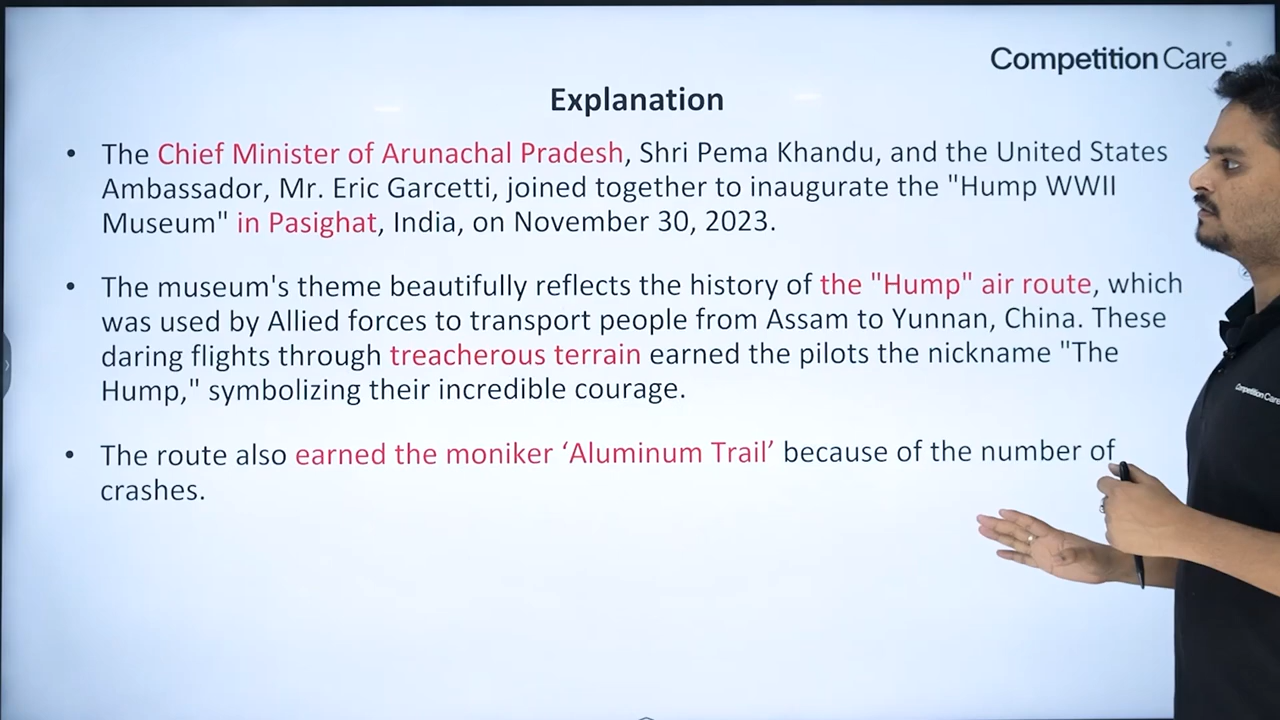 Competition Care
Explanation
• The Chief Minister of Arunachal Pradesh, Shri Pema Khandu, and the United States
Ambassador, Mr. Eric Garcetti, joined together to inaugurate the "Hump WWII
Museum" in Pasighat, India, on November 30, 2023.
• The museum's theme beautifully reflects the history of the "Hump" air route, which
was used by Allied forces to transport people from Assam to Yunnan, China. These
daring flights through treacherous terrain earned the pilots the nickname "The
Hump," symbolizing their incredible courage.
• The route also earned the moniker ‘Aluminum Trail’ because of the number of
crashes.
Competition Care